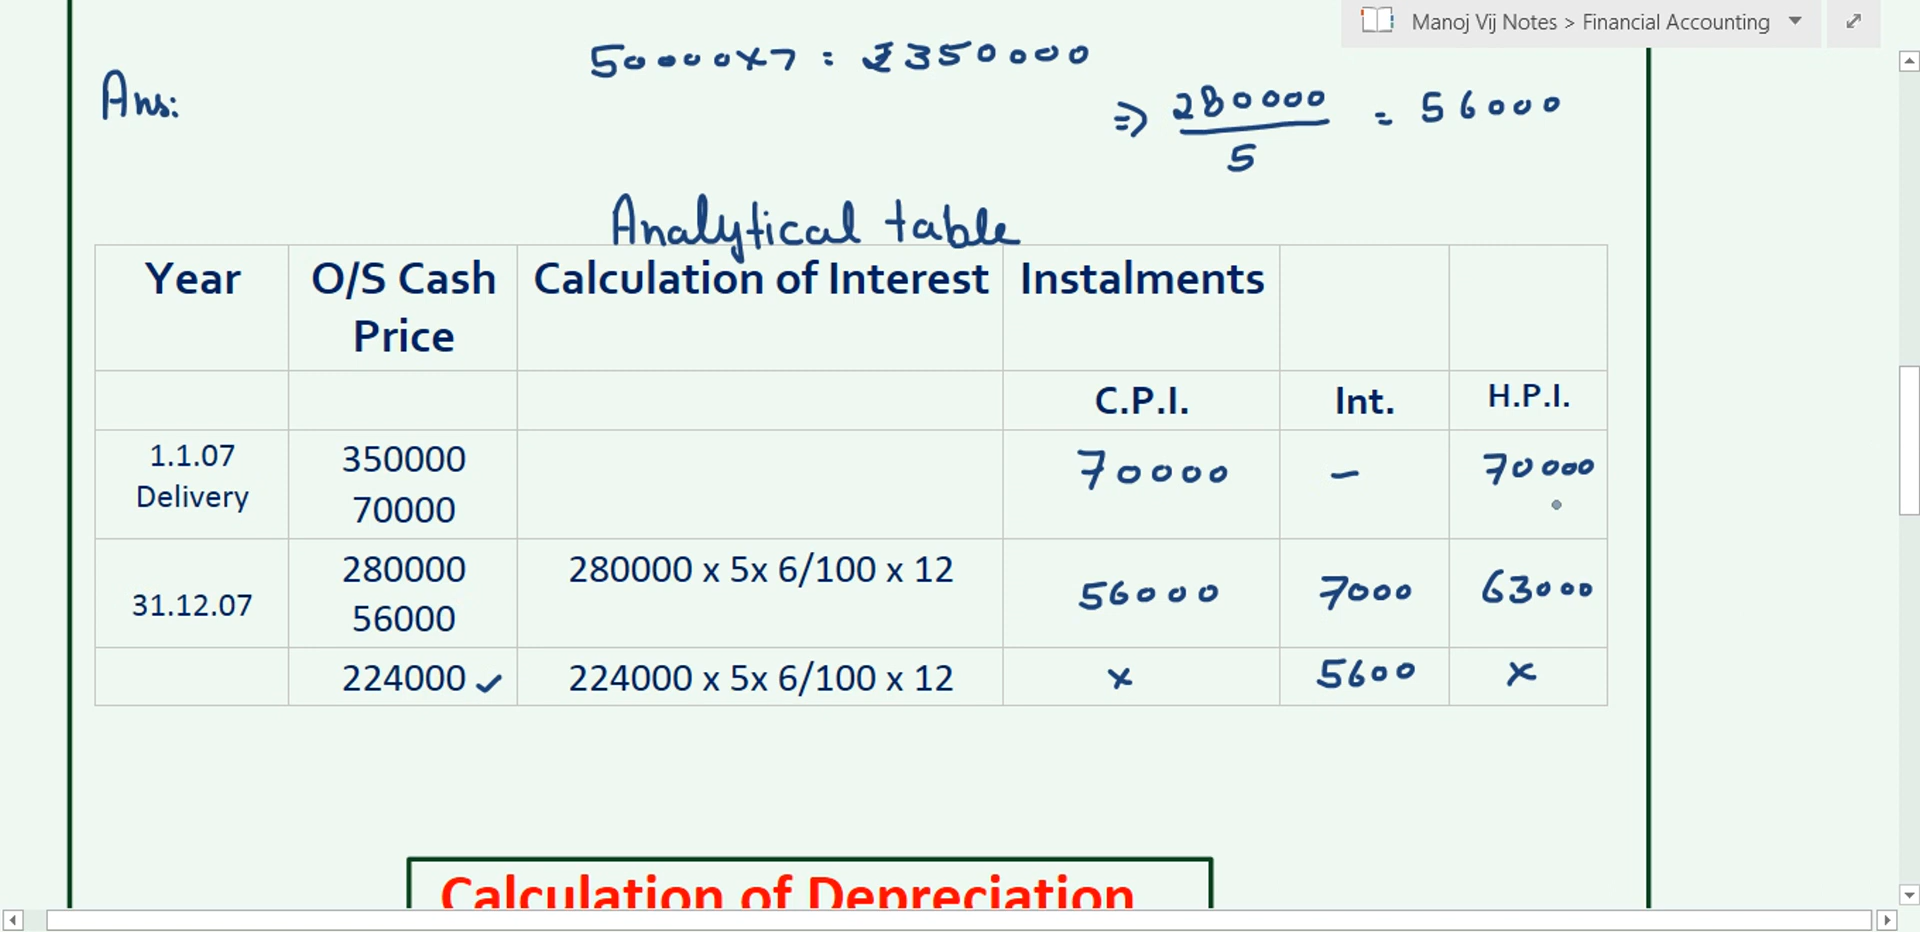 Manoj Vij Notes > Financial Accounting
50000x7 = ₹350000
Ans:
⇒ 280000/5 = 56000
Analytical table
Year O/S Cash Price Calculation of Interest Instalments
C.P.I. Int. H.P.I.
1.1.07 Delivery 350000 70000 70000 – 70000
31.12.07 280000 56000 280000 x 5x 6/100 x 12 56000 7000 63000
224000 ✓ 224000 x 5x 6/100 x 12 x 5600 x
Calculation of Depreciation